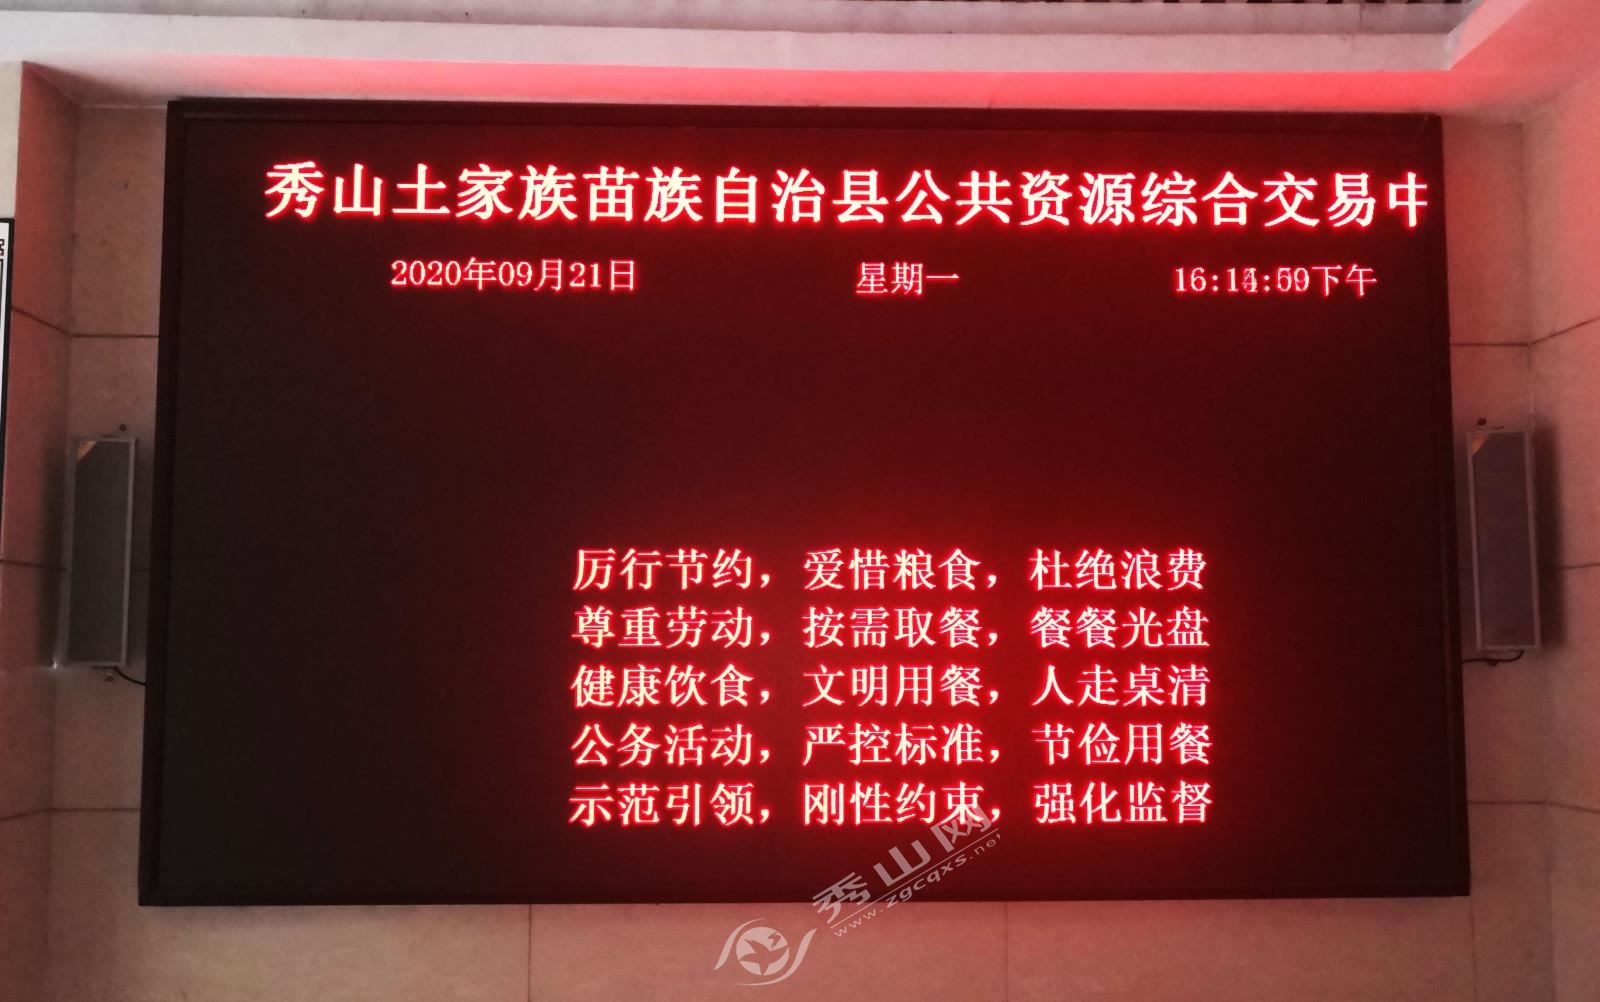 秀山土家族苗族自治县公共资源综合交易中
2020年09月21日 星期一 下午
厉行节约，爱惜粮食，杜绝浪费
尊重劳动，按需取餐，餐餐光盘
健康饮食，文明用餐，人走桌清
公务活动，严控标准，节俭用餐
示范引领，刚性约束，强化监督
秀山网
www.zgcqxs.net